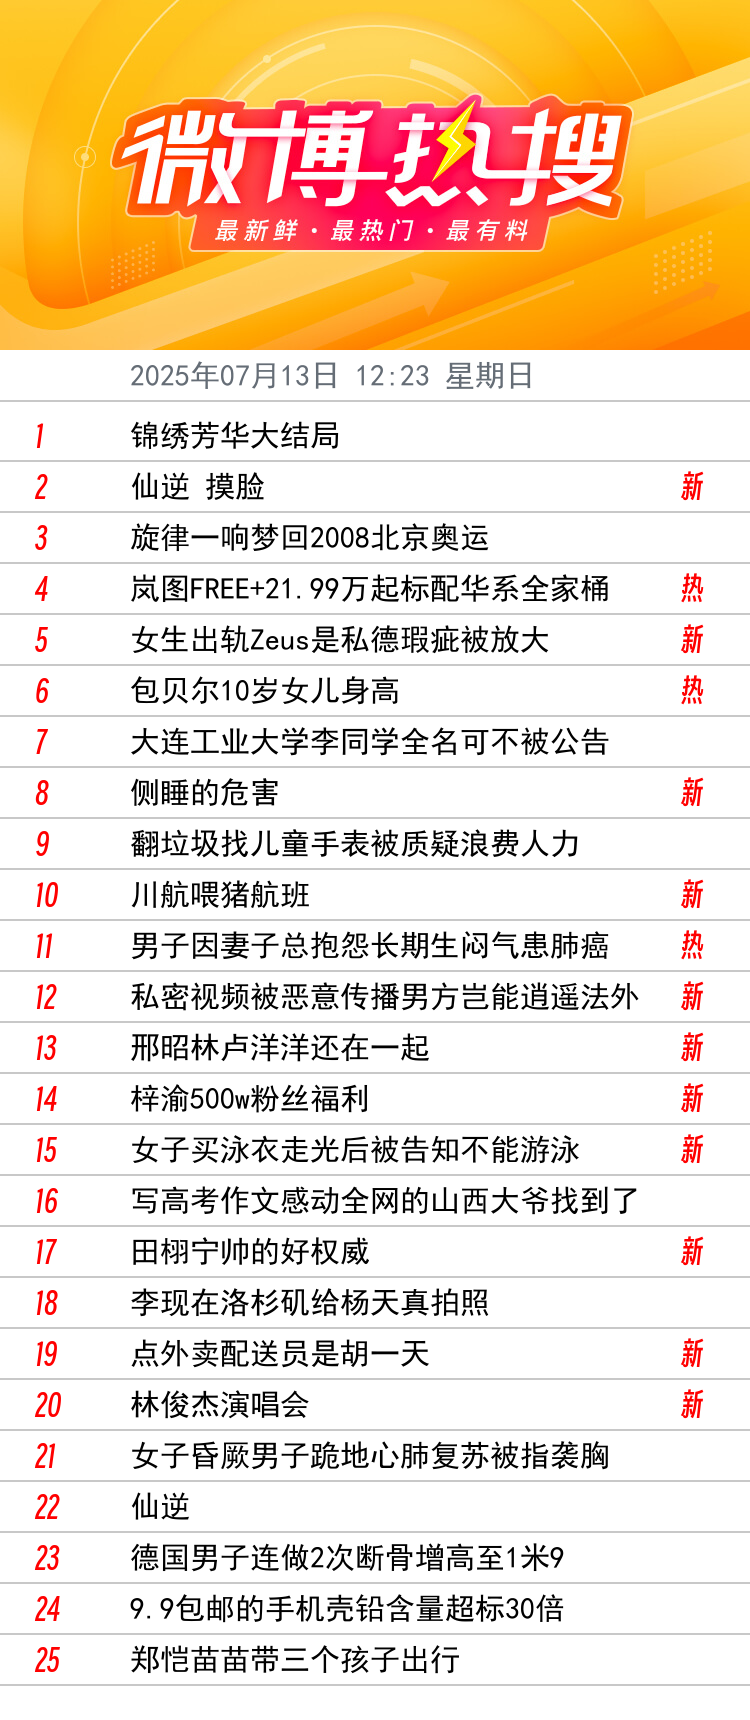 微博热搜
最新鲜·最热门·最有料
2025年07月13日 12:23 星期日
1 锦绣芳华大结局
2 仙逆 摸脸 新
3 旋律一响梦回2008北京奥运
4 岚图FREE+21.99万起标配华系全家桶 热
5 女生出轨Zeus是私德瑕疵被放大 新
6 包贝尔10岁女儿身高 热
7 大连工业大学李同学全名可不被公告
8 侧睡的危害 新
9 翻垃圾找儿童手表被质疑浪费人力
10 川航喂猪航班 新
11 男子因妻子总抱怨长期生闷气患肺癌 热
12 私密视频被恶意传播男方岂能逍遥法外 新
13 邢昭林卢洋洋还在一起 新
14 梓渝500w粉丝福利 新
15 女子买泳衣走光后被告知不能游泳 新
16 写高考作文感动全网的山西大爷找到了
17 田栩宁帅的好权威 新
18 李现在洛杉矶给杨天真拍照
19 点外卖配送员是胡一天 新
20 林俊杰演唱会 新
21 女子昏厥男子跪地心肺复苏被指袭胸
22 仙逆
23 德国男子连做2次断骨增高至1米9
24 9.9包邮的手机壳铅含量超标30倍
25 郑恺苗苗带三个孩子出行